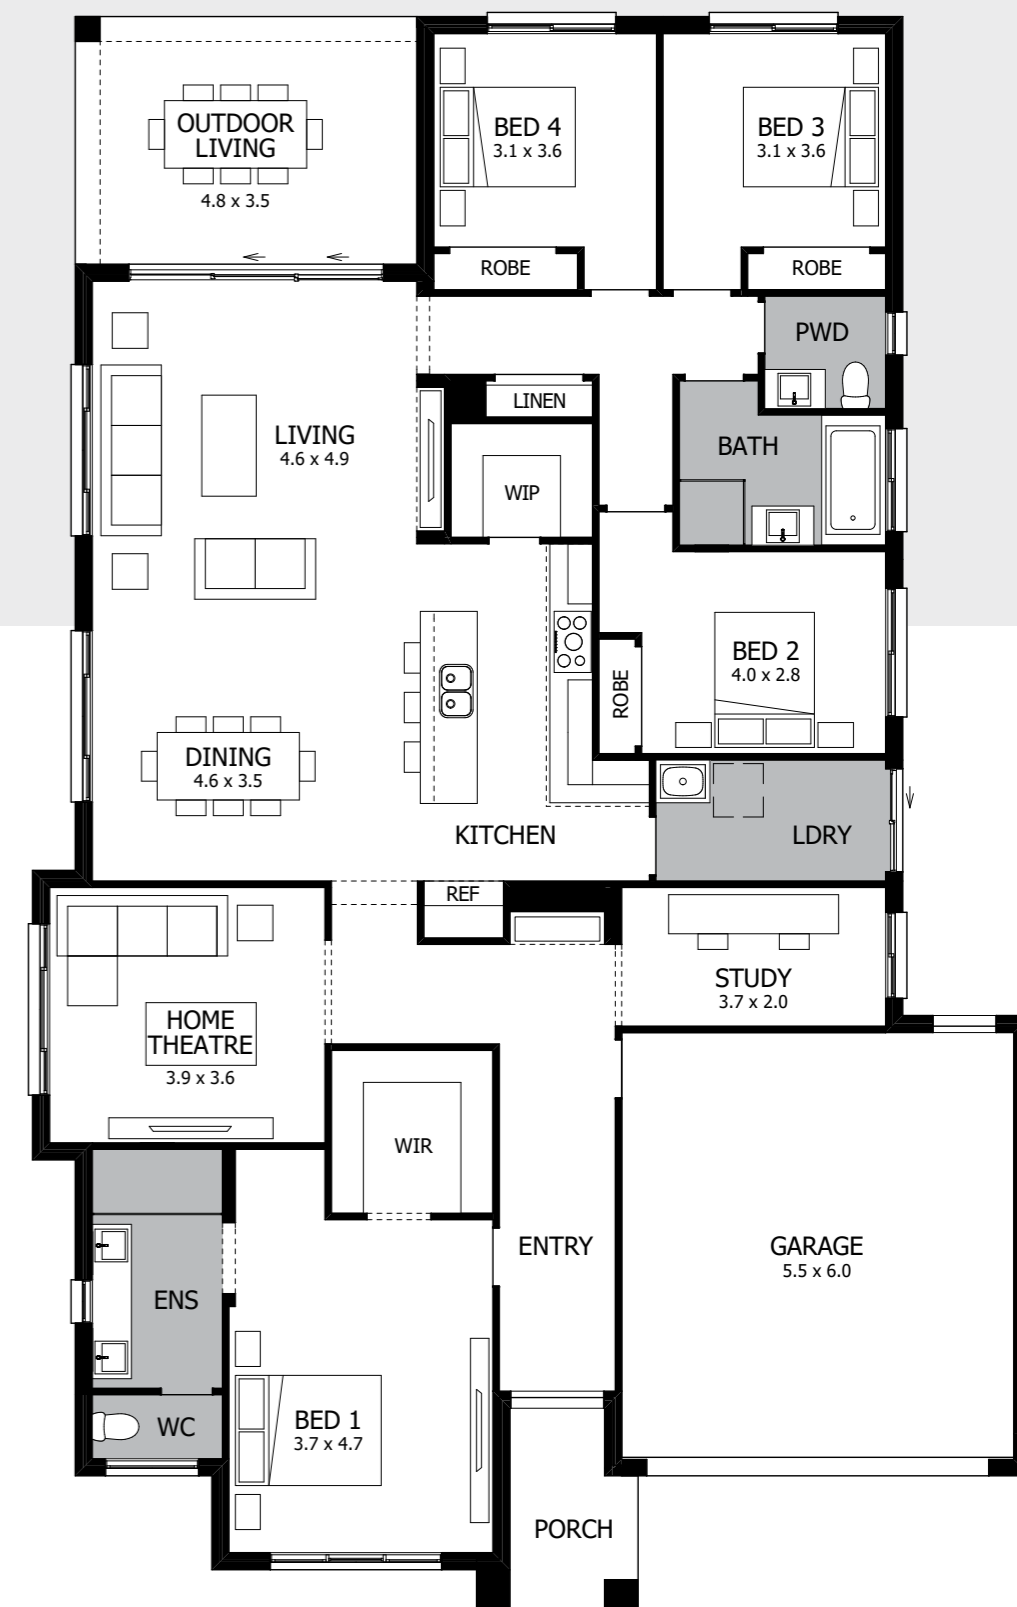 OUTDOOR
LIVING
4.8 x 3.5
BED 4
3.1 x 3.6
BED 3
3.1 x 3.6
ROBE
ROBE
PWD
LINEN
LIVING
4.6 x 4.9
BATH
WIP
BED 2
4.0 x 2.8
ROBE
DINING
4.6 x 3.5
KITCHEN
LDRY
REF
STUDY
3.7 x 2.0
HOME
THEATRE
3.9 x 3.6
WIR
ENTRY
GARAGE
5.5 x 6.0
ENS
WC
BED 1
3.7 x 4.7
PORCH